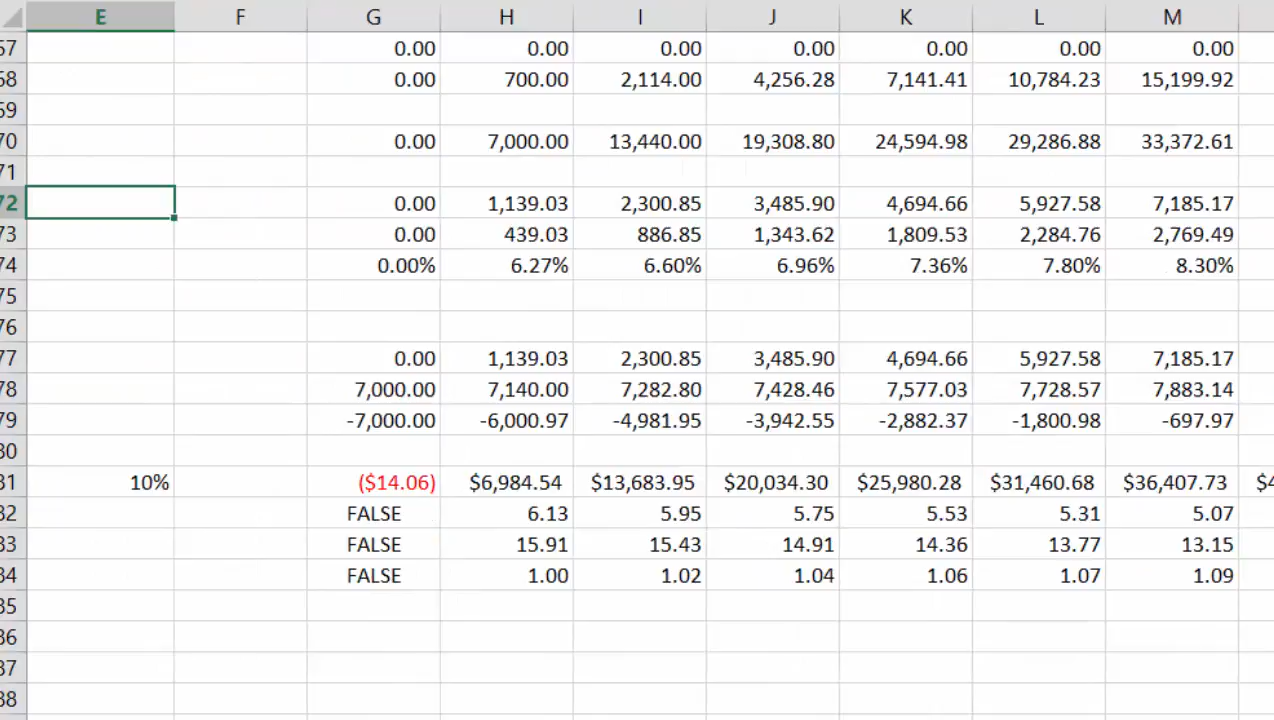 E F G H I J K L M
57 0.00 0.00 0.00 0.00 0.00 0.00 0.00
58 0.00 700.00 2,114.00 4,256.28 7,141.41 10,784.23 15,199.92
59
70 0.00 7,000.00 13,440.00 19,308.80 24,594.98 29,286.88 33,372.61
71
72 0.00 1,139.03 2,300.85 3,485.90 4,694.66 5,927.58 7,185.17
73 0.00 439.03 886.85 1,343.62 1,809.53 2,284.76 2,769.49
74 0.00% 6.27% 6.60% 6.96% 7.36% 7.80% 8.30%
75
76
77 0.00 1,139.03 2,300.85 3,485.90 4,694.66 5,927.58 7,185.17
78 7,000.00 7,140.00 7,282.80 7,428.46 7,577.03 7,728.57 7,883.14
79 -7,000.00 -6,000.97 -4,981.95 -3,942.55 -2,882.37 -1,800.98 -697.97
30
31 10% ($14.06) $6,984.54 $13,683.95 $20,034.30 $25,980.28 $31,460.68 $36,407.73 $4
32 FALSE 6.13 5.95 5.75 5.53 5.31 5.07
33 FALSE 15.91 15.43 14.91 14.36 13.77 13.15
34 FALSE 1.00 1.02 1.04 1.06 1.07 1.09
35
36
37
38